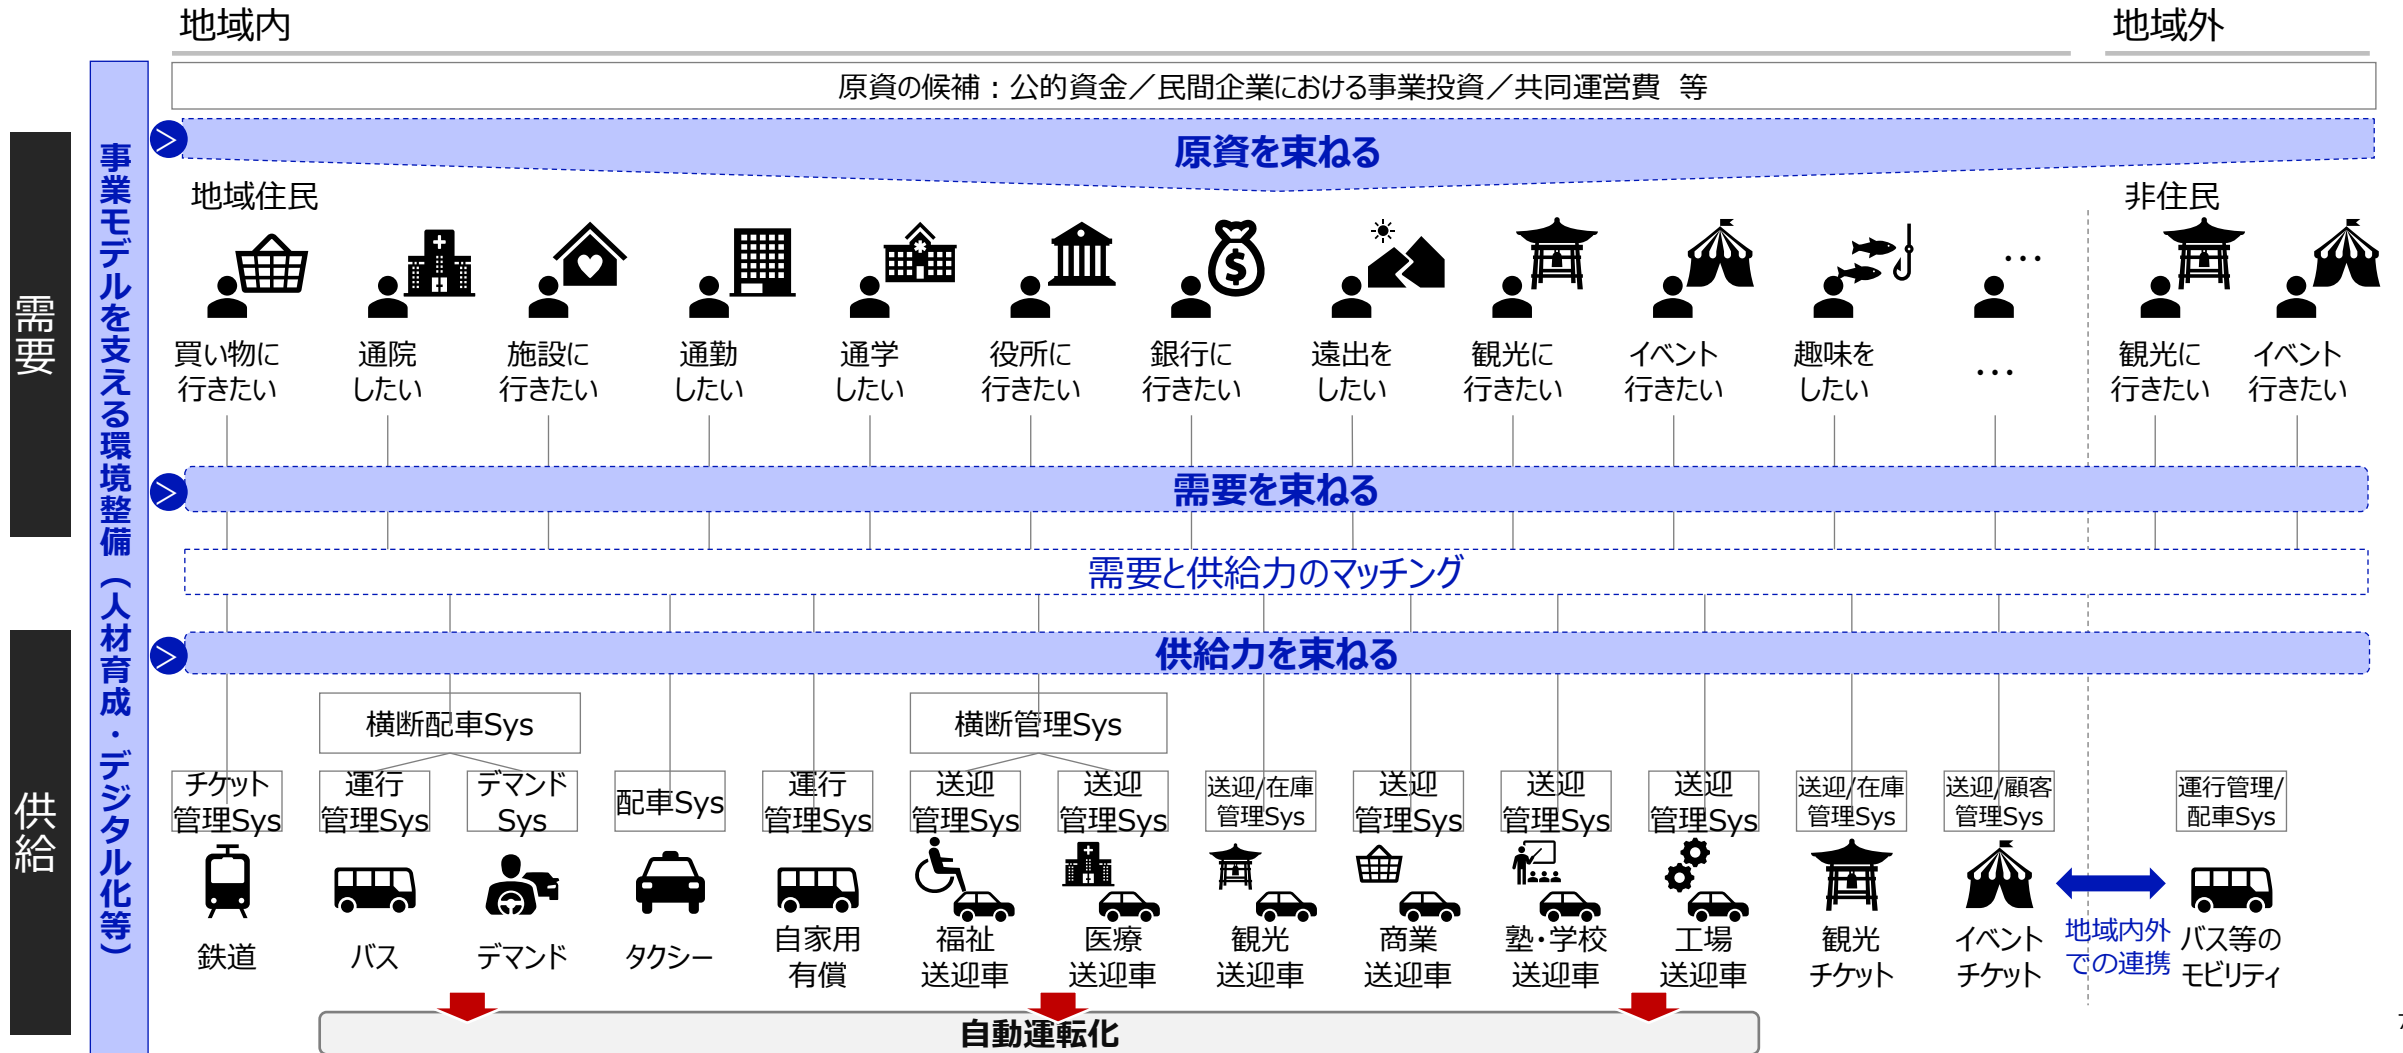 地域内
地域外
原資の候補：公的資金／民間企業における事業投資／共同運営費 等
原資を束ねる
事業モデルを支える環境整備（人材育成・デジタル化等）
需要
地域住民
非住民
…
買い物に
行きたい
通院
したい
施設に
行きたい
通勤
したい
通学
したい
役所に
行きたい
銀行に
行きたい
遠出を
したい
観光に
行きたい
イベント
行きたい
趣味を
したい
…
観光に
行きたい
イベント
行きたい
需要を束ねる
需要と供給力のマッチング
供給力を束ねる
供給
横断配車Sys
横断管理Sys
チケット
管理Sys
運行
管理Sys
デマンド
Sys
配車Sys
運行
管理Sys
送迎
管理Sys
送迎
管理Sys
送迎/在庫
管理Sys
送迎
管理Sys
送迎
管理Sys
送迎
管理Sys
送迎/在庫
管理Sys
送迎/顧客
管理Sys
運行管理/
配車Sys
鉄道
バス
デマンド
タクシー
自家用
有償
福祉
送迎車
医療
送迎車
観光
送迎車
商業
送迎車
塾・学校
送迎車
工場
送迎車
観光
チケット
イベント
チケット
地域内外
での連携
バス等の
モビリティ
自動運転化